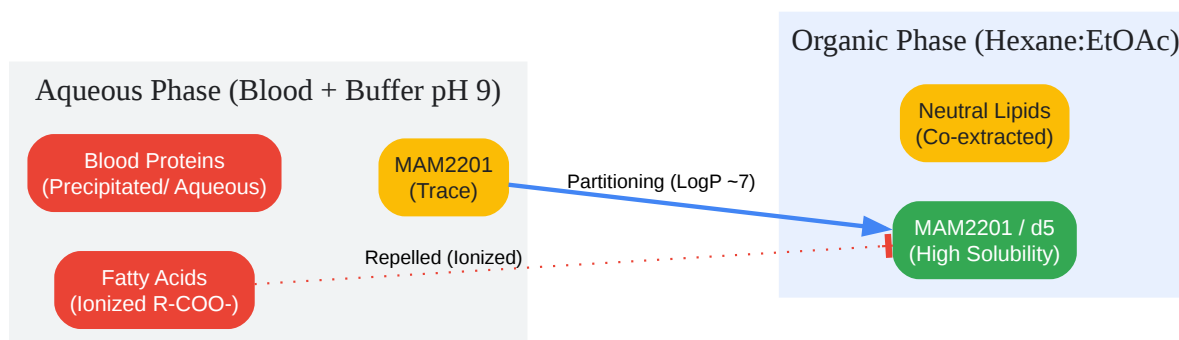 Aqueous Phase (Blood + Buffer pH 9)
Blood Proteins
(Precipitated/ Aqueous)
MAM2201
(Trace)
Fatty Acids
(Ionized R-COO-)
Partitioning (LogP ~7)
Repelled (Ionized)
Organic Phase (Hexane:EtOAc)
Neutral Lipids
(Co-extracted)
MAM2201 / d5
(High Solubility)